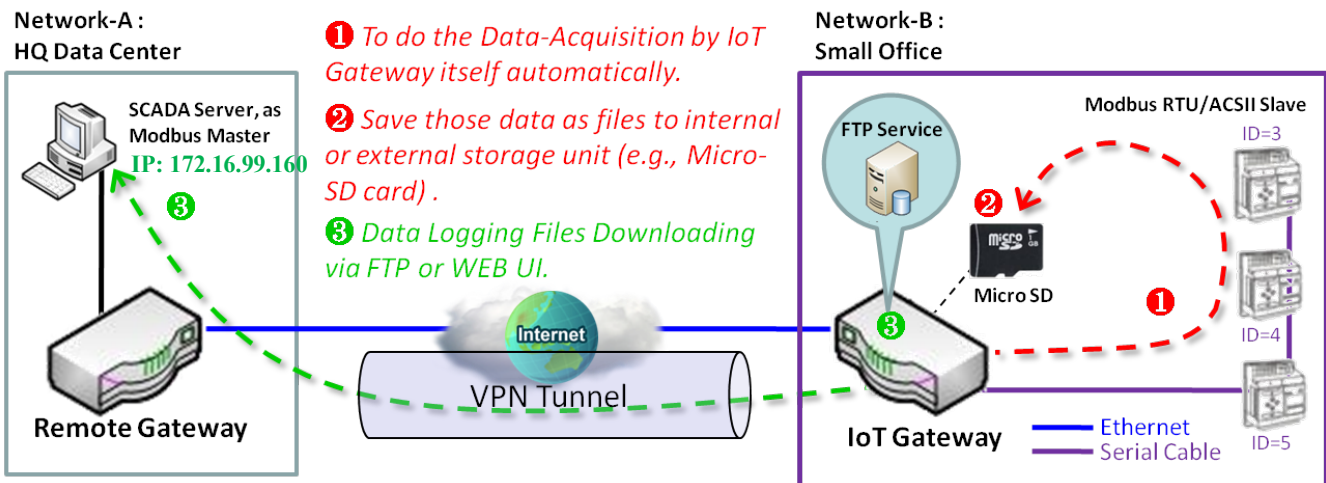 Network-A :
HQ Data Center
SCADA Server, as
Modbus Master
IP: 172.16.99.160
❸
Remote Gateway
❶ To do the Data-Acquisition by IoT
Gateway itself automatically.
❷ Save those data as files to internal
or external storage unit (e.g., Micro-
SD card) .
❸ Data Logging Files Downloading
via FTP or WEB UI.
Internet
VPN Tunnel
Network-B :
Small Office
FTP Service
Modbus RTU/ACSII Slave
ID=3
❷
micro
SD
1
GB
Micro SD
❶
❸
ID=4
IoT Gateway
ID=5
Ethernet
Serial Cable